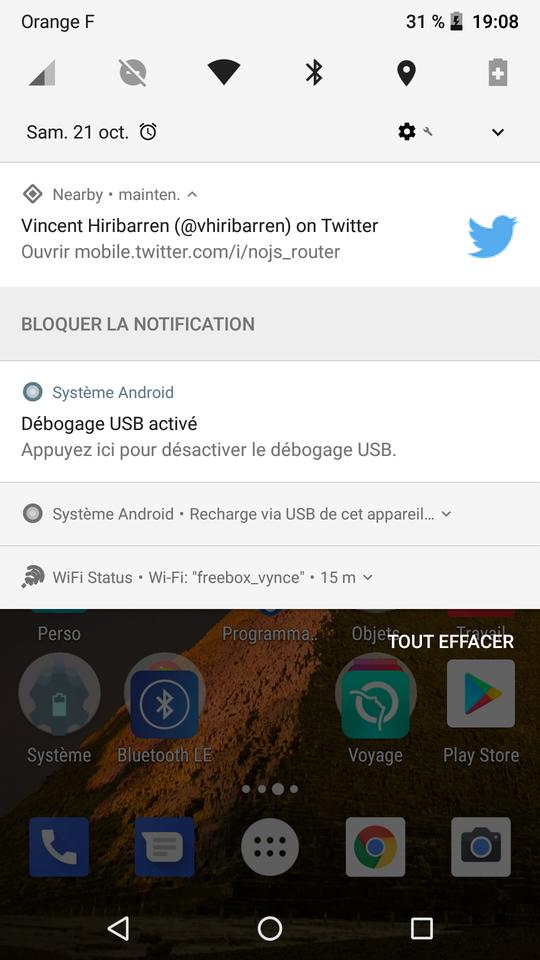 Orange F
31 %
19:08
Sam. 21 oct.
Nearby • mainten.
Vincent Hiribarren (@vhiribarren) on Twitter
Ouvrir mobile.twitter.com/i/nojs_router
BLOQUER LA NOTIFICATION
Système Android
Débogage USB activé
Appuyez ici pour désactiver le débogage USB.
Système Android • Recharge via USB de cet appareil…
WiFi Status • Wi-Fi: "freebox_vynce" • 15 m
Perso
Programma..
Objets
Travail
TOUT EFFACER
Système
Bluetooth LE
Voyage
Play Store